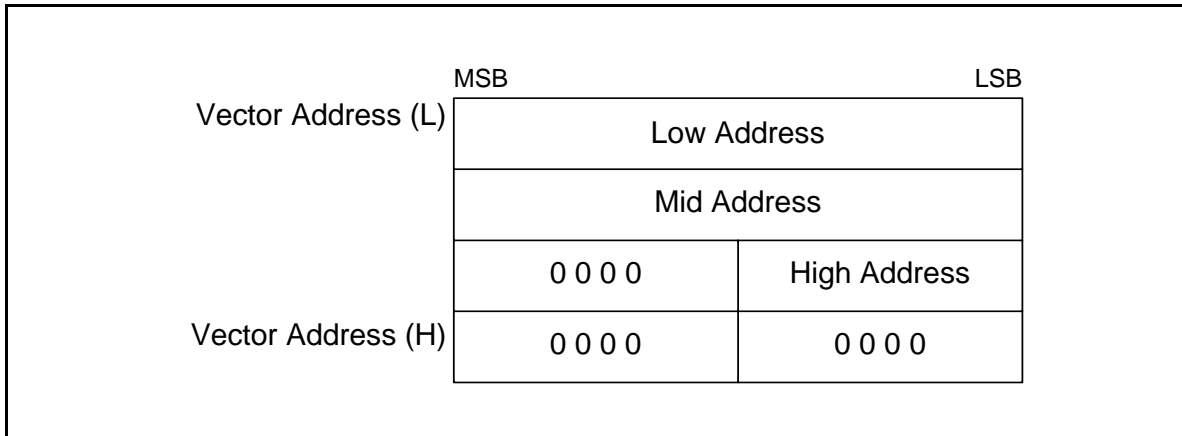 MSB LSB
Vector Address (L) Low Address
Mid Address
0 0 0 0 High Address
Vector Address (H) 0 0 0 0 0 0 0 0